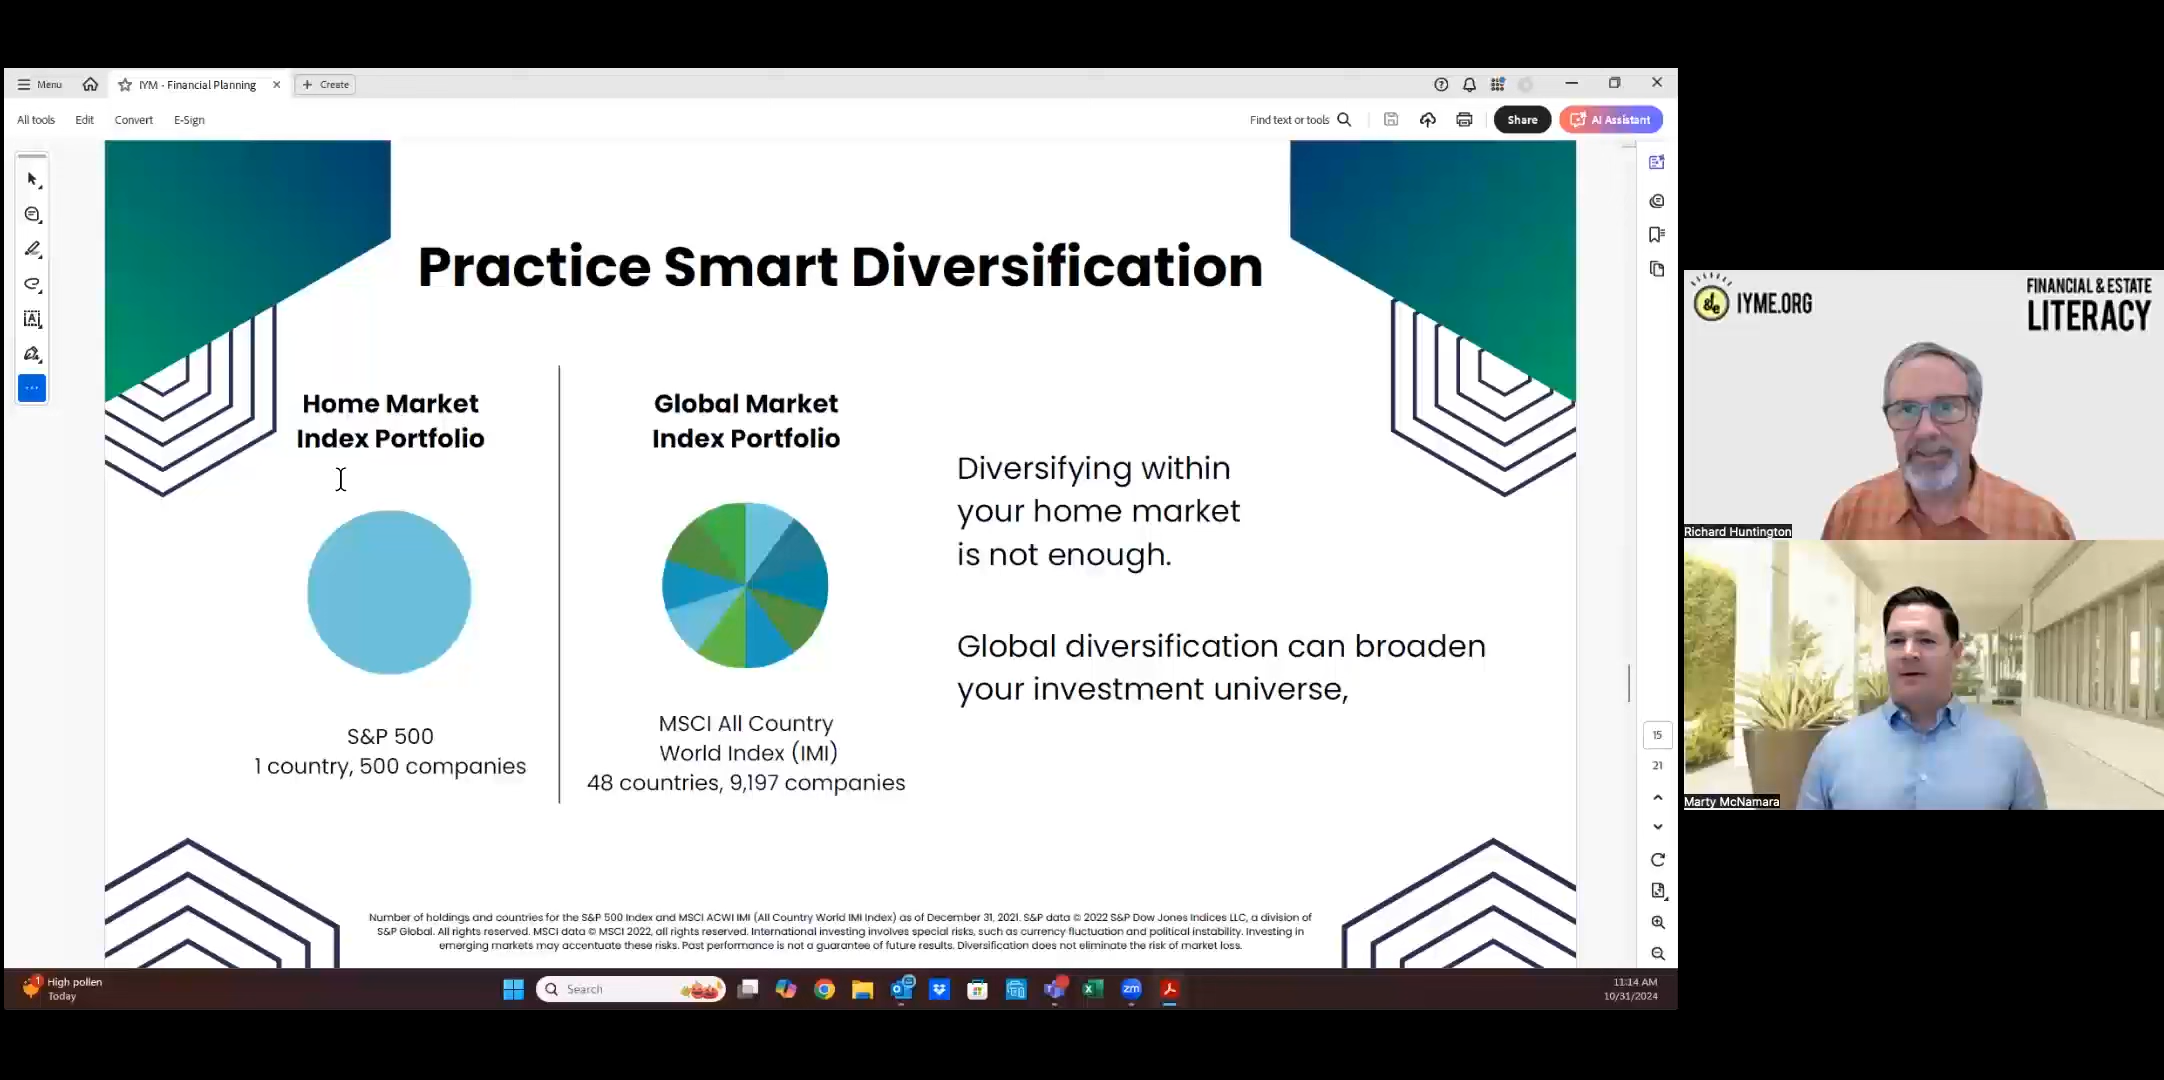 Menu
IYM - Financial Planning
Create
All tools
Edit
Convert
E-Sign
Find text or tools
Share
AI Assistant
Practice Smart Diversification
Home Market
Index Portfolio
S&P 500
1 country, 500 companies
Global Market
Index Portfolio
MSCI All Country
World Index (IMI)
48 countries, 9,197 companies
Diversifying within
your home market
is not enough.
Global diversification can broaden
your investment universe,
Number of holdings and countries for the S&P 500 Index and MSCI ACWI IMI (All Country World IMI Index) as of December 31, 2021. S&P data © 2022 S&P Dow Jones Indices LLC, a division of
S&P Global. All rights reserved. MSCI data © MSCI 2022, all rights reserved. International investing involves special risks, such as currency fluctuation and political instability. Investing in
emerging markets may accentuate these risks. Past performance is not a guarantee of future results. Diversification does not eliminate the risk of market loss.
15
21
1
High pollen
Today
Search
zm
11:14 AM
10/31/2024
IYME.ORG
FINANCIAL & ESTATE
LITERACY
Richard Huntington
Marty McNamara